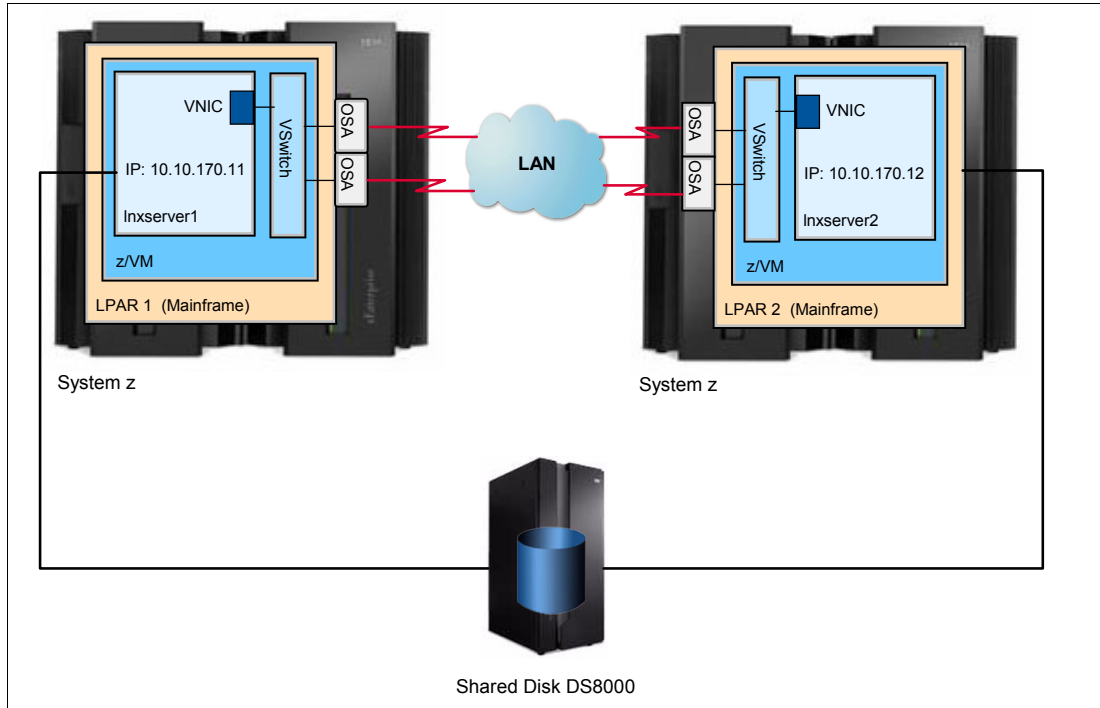 IBM
VNIC
VSwitch
OSA
OSA
IP: 10.10.170.11
lnxserver1
z/VM
LPAR 1 (Mainframe)
System z
LAN
OSA
OSA
VSwitch
VNIC
IP: 10.10.170.12
lnxserver2
z/VM
LPAR 2 (Mainframe)
System z
Shared Disk DS8000